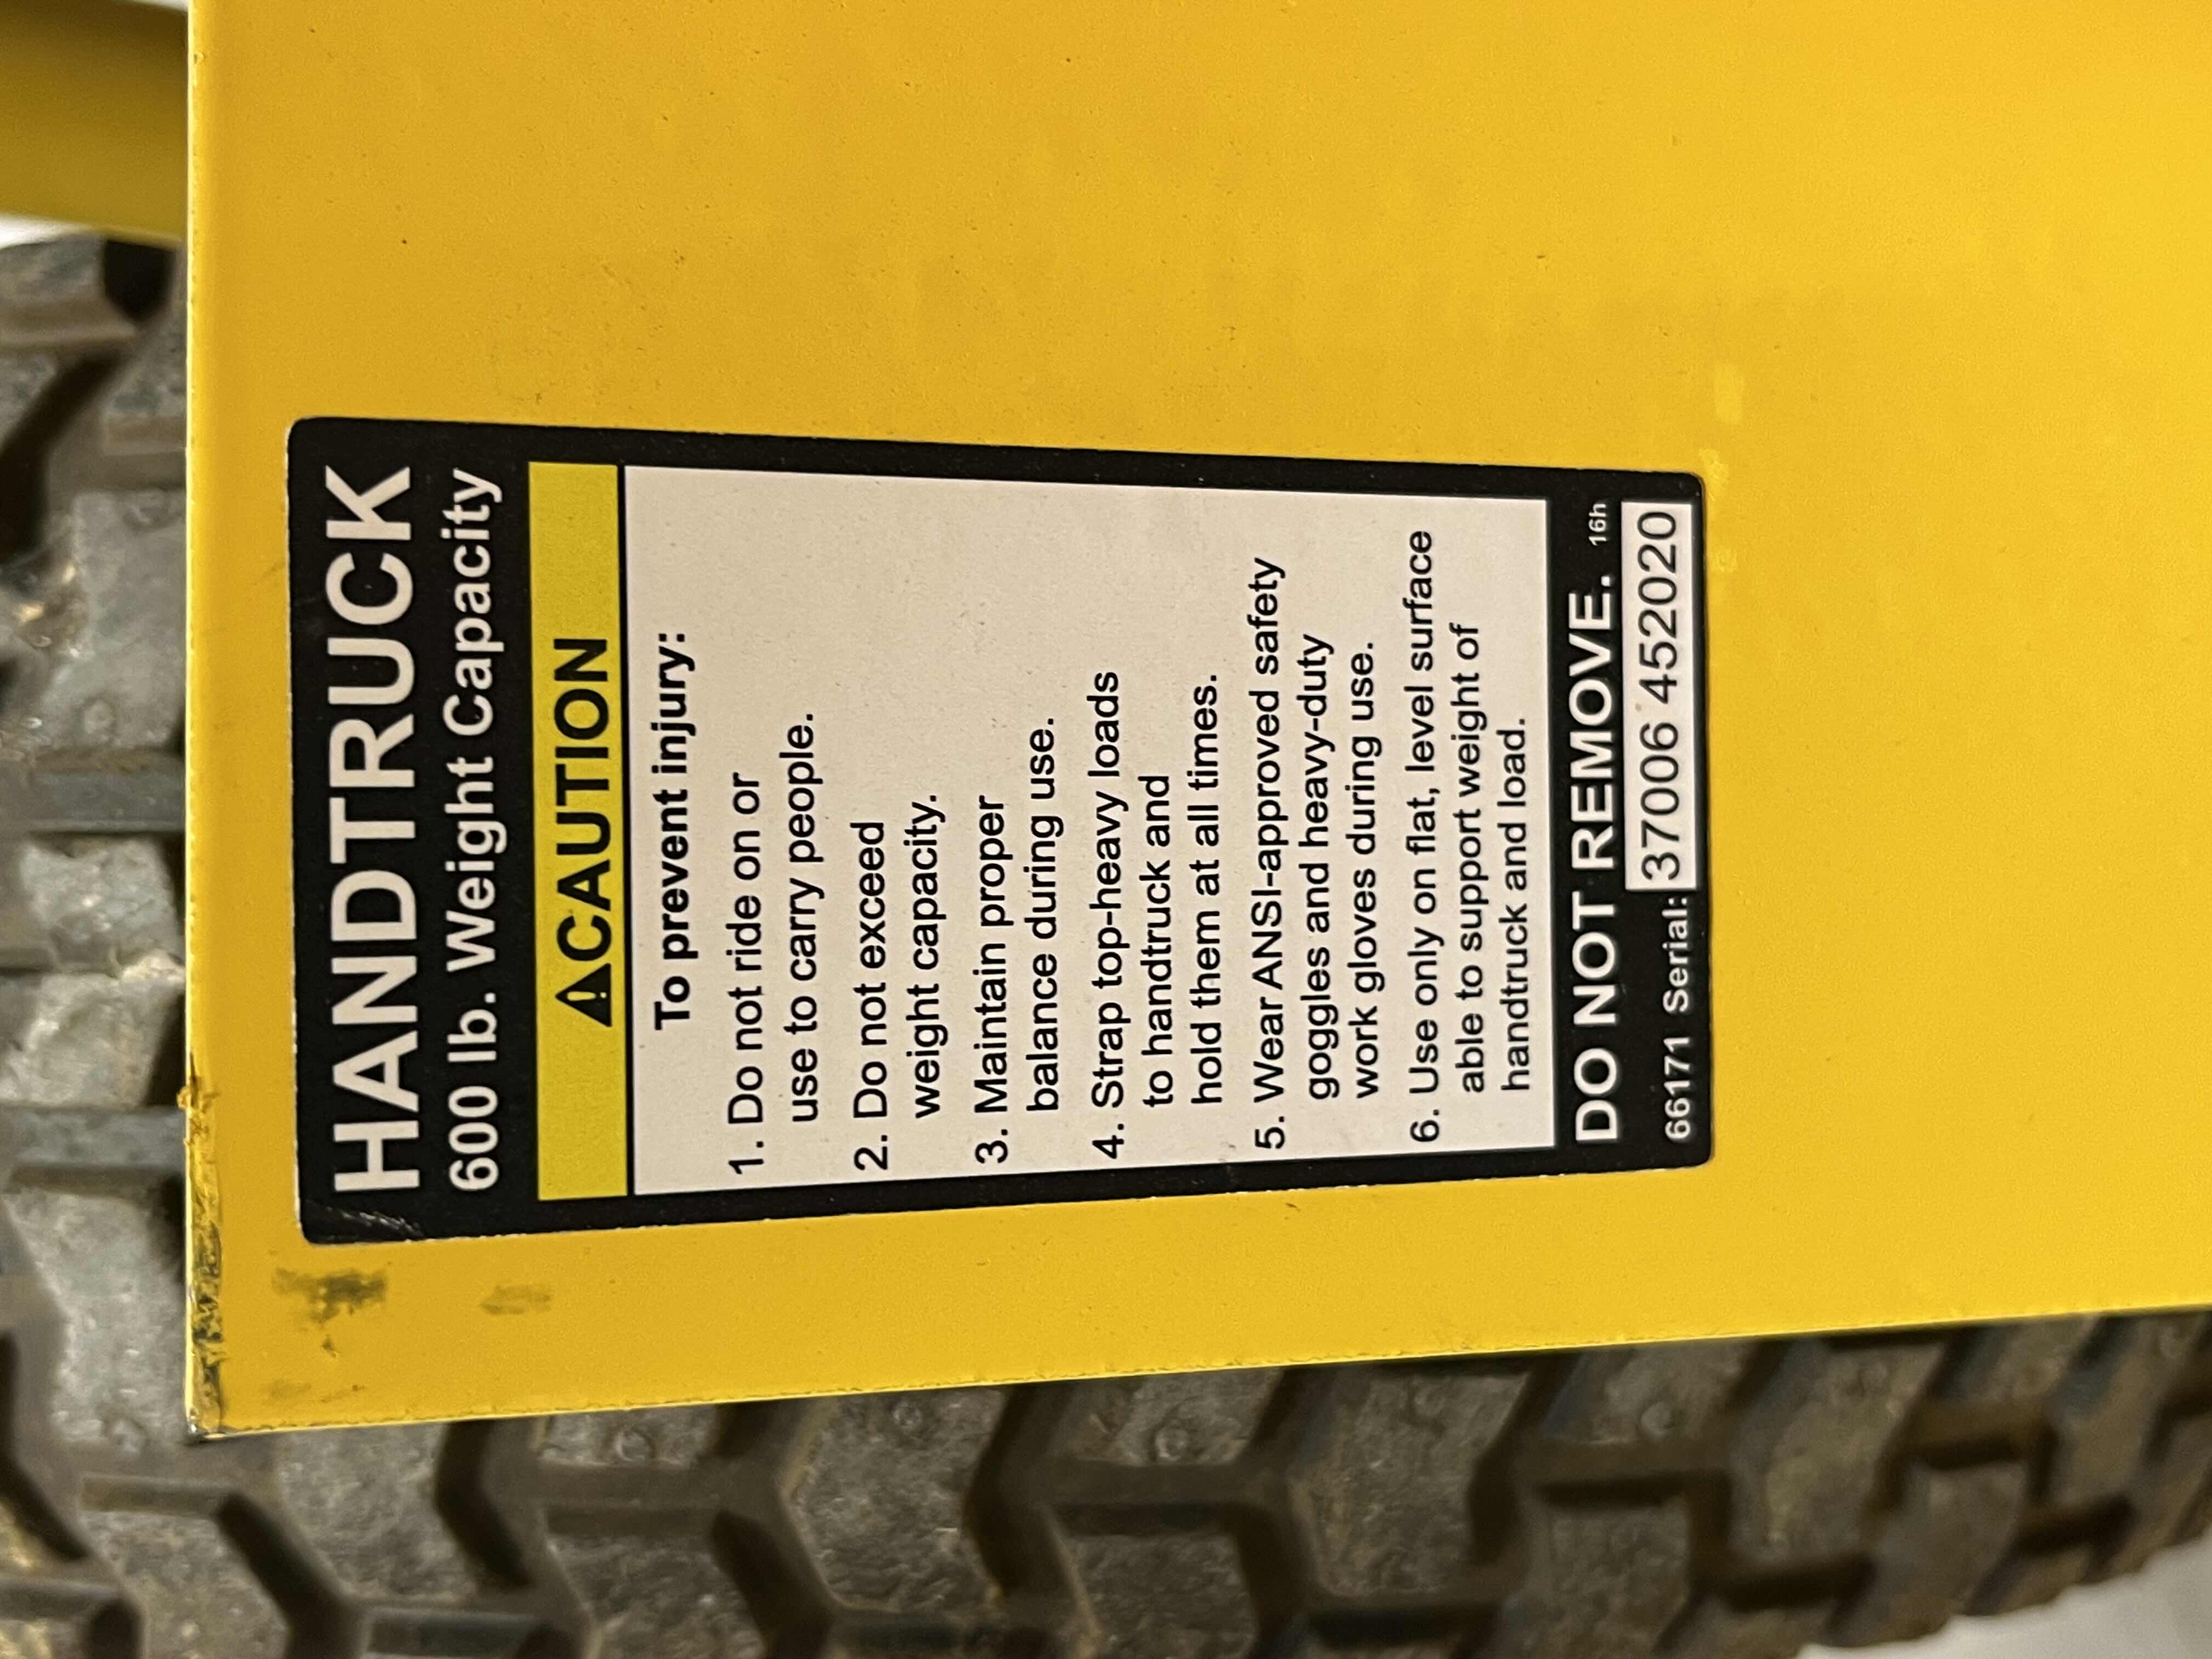 HANDTRUCK
600 lb. Weight Capacity
⚠CAUTION
To prevent injury:
1. Do not ride on or
use to carry people.
2. Do not exceed
weight capacity.
3. Maintain proper
balance during use.
4. Strap top-heavy loads
to handtruck and
hold them at all times.
5. Wear ANSI-approved safety
goggles and heavy-duty
work gloves during use.
6. Use only on flat, level surface
able to support weight of
handtruck and load.
DO NOT REMOVE. 16h
66171 Serial: 37006 452020